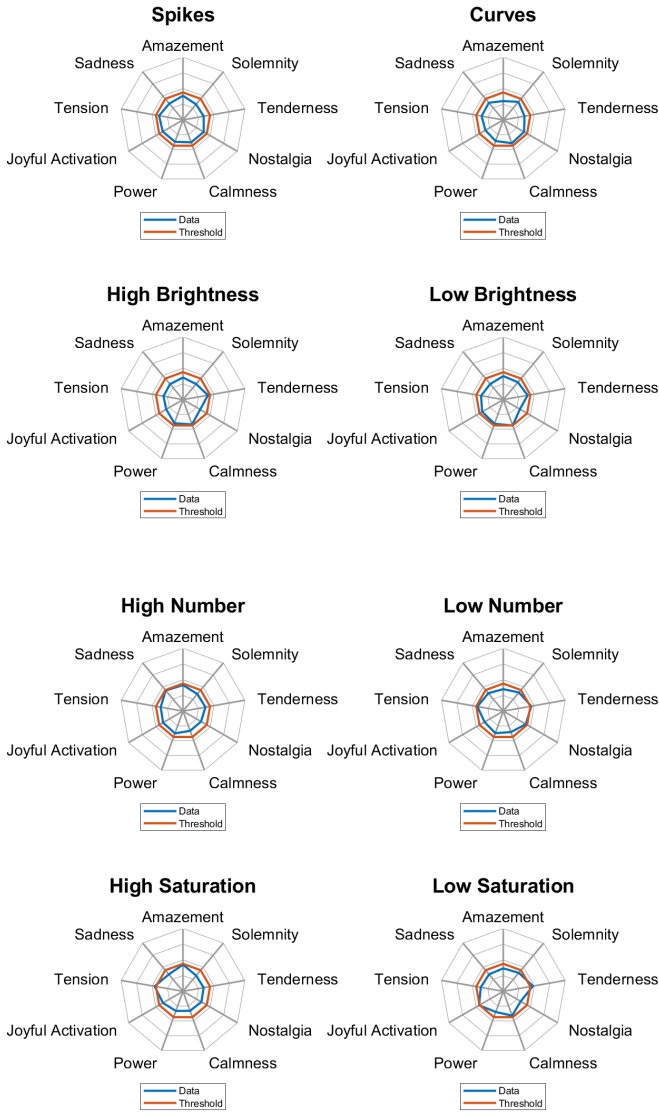 Spikes
Curves
Amazement
Sadness
Solemnity
Tension
Tenderness
Joyful Activation
Nostalgia
Power
Calmness
Data
Threshold
Amazement
Sadness
Solemnity
Tension
Tenderness
Joyful Activation
Nostalgia
Power
Calmness
Data
Threshold
High Brightness
Low Brightness
Amazement
Sadness
Solemnity
Tension
Tenderness
Joyful Activation
Nostalgia
Power
Calmness
Data
Threshold
Amazement
Sadness
Solemnity
Tension
Tenderness
Joyful Activation
Nostalgia
Power
Calmness
Data
Threshold
High Number
Low Number
Amazement
Sadness
Solemnity
Tension
Tenderness
Joyful Activation
Nostalgia
Power
Calmness
Data
Threshold
Amazement
Sadness
Solemnity
Tension
Tenderness
Joyful Activation
Nostalgia
Power
Calmness
Data
Threshold
High Saturation
Low Saturation
Amazement
Sadness
Solemnity
Tension
Tenderness
Joyful Activation
Nostalgia
Power
Calmness
Data
Threshold
Amazement
Sadness
Solemnity
Tension
Tenderness
Joyful Activation
Nostalgia
Power
Calmness
Data
Threshold